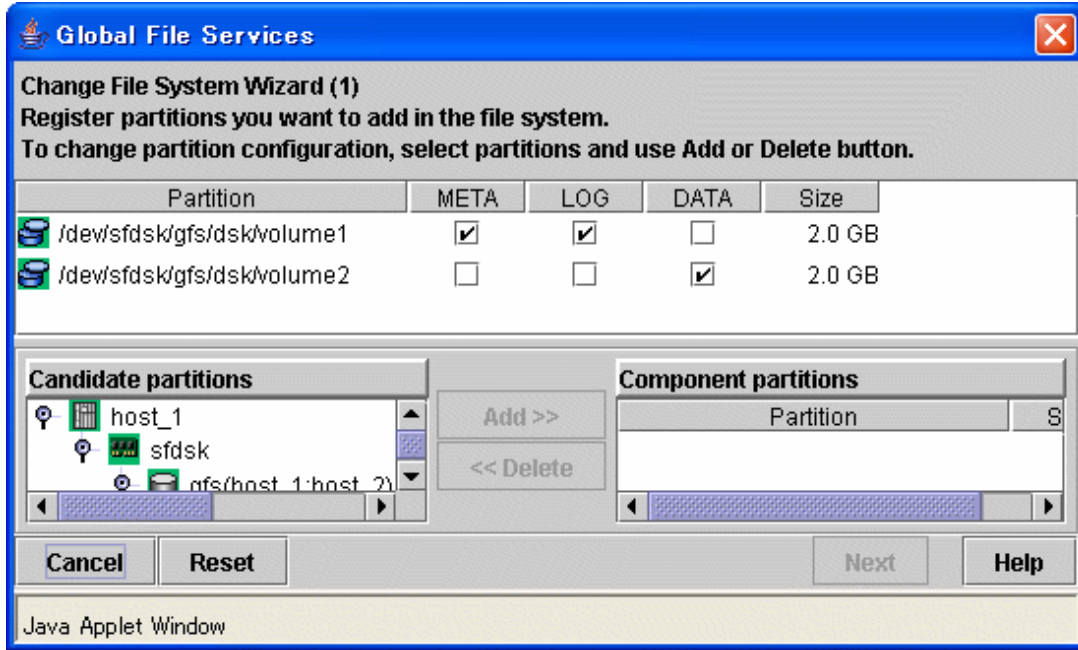 Global File Services
Change File System Wizard (1)
Register partitions you want to add in the file system.
To change partition configuration, select partitions and use Add or Delete button.
Partition META LOG DATA Size
/dev/sfdsk/gfs/dsk/volume1 2.0 GB
/dev/sfdsk/gfs/dsk/volume2 2.0 GB
Candidate partitions
host_1
sfdsk
gfs(host_1:host_2)
Add >>
<< Delete
Component partitions
Partition S
Cancel Reset Next Help
Java Applet Window